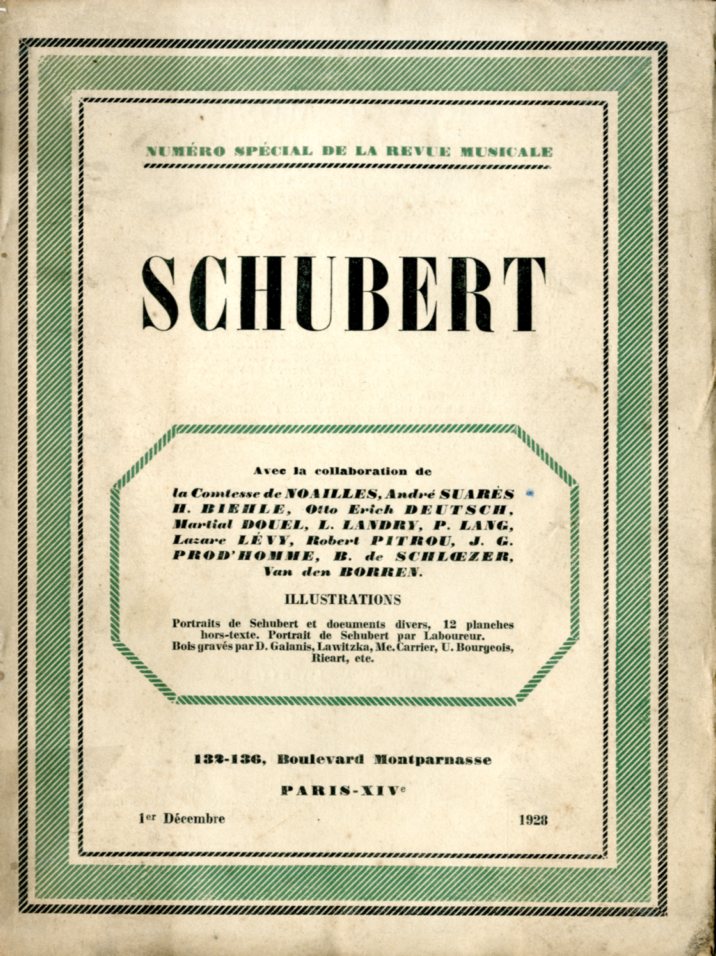 NUMÉRO SPÉCIAL DE LA REVUE MUSICALE
SCHUBERT
Avec la collaboration de
la Comtesse de NOAILLES, André SUARÈS
H. BIEHLE, Otto Erich DEUTSCH,
Martial DOUEL, L. LANDRY, P. LANG,
Lazare LÉVY, Robert PITROU, J. G.
PROD'HOMME, B. de SCHLŒZER,
Van den BORREN.
ILLUSTRATIONS
Portraits de Schubert et documents divers, 12 planches
hors-texte. Portrait de Schubert par Laboureur.
Bois gravés par D. Galanis, Lawitzka, Mc. Carrier, U. Bourgeois,
Ricart, etc.
132-136, Boulevard Montparnasse
PARIS-XIVe
1er Décembre 1928